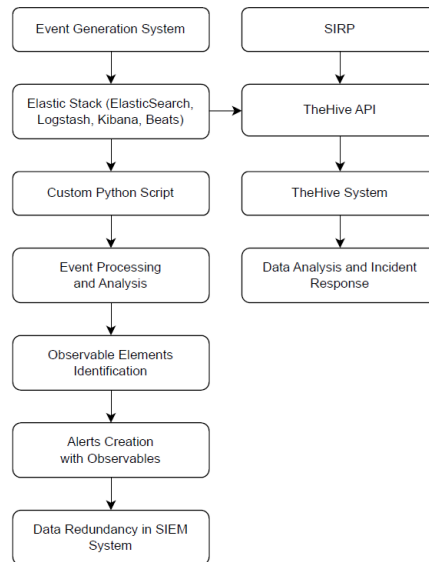 Event Generation System
SIRP
Elastic Stack (ElasticSearch,
Logstash, Kibana, Beats)
TheHive API
Custom Python Script
TheHive System
Event Processing
and Analysis
Data Analysis and Incident
Response
Observable Elements
Identification
Alerts Creation
with Observables
Data Redundancy in SIEM
System